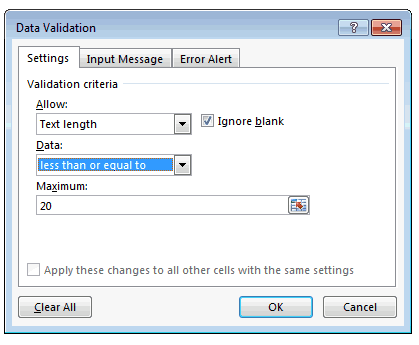 Data Validation
?
Settings Input Message Error Alert
Validation criteria
Allow:
Text length Ignore blank
Data:
less than or equal to
Maximum:
20
Apply these changes to all other cells with the same settings
Clear All OK Cancel